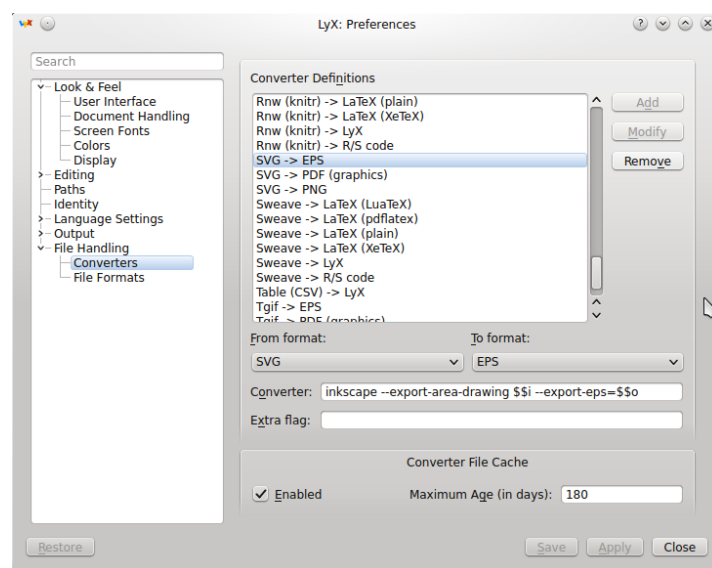 LyX: Preferences
Search
Look & Feel
User Interface
Document Handling
Screen Fonts
Colors
Display
Editing
Paths
Identity
Language Settings
Output
File Handling
Converters
File Formats
Converter Definitions
Rnw (knitr) -> LaTeX (plain)
Rnw (knitr) -> LaTeX (XeTeX)
Rnw (knitr) -> LyX
Rnw (knitr) -> R/S code
SVG -> EPS
SVG -> PDF (graphics)
SVG -> PNG
Sweave -> LaTeX (LuaTeX)
Sweave -> LaTeX (pdflatex)
Sweave -> LaTeX (plain)
Sweave -> LaTeX (XeTeX)
Sweave -> LyX
Sweave -> R/S code
Table (CSV) -> LyX
Tgif -> EPS
Tgif -> PDF (graphics)
Add
Modify
Remove
From format: To format:
SVG EPS
Converter: inkscape --export-area-drawing $$i --export-eps=$$o
Extra flag:
Converter File Cache
Enabled Maximum Age (in days): 180
Restore Save Apply Close